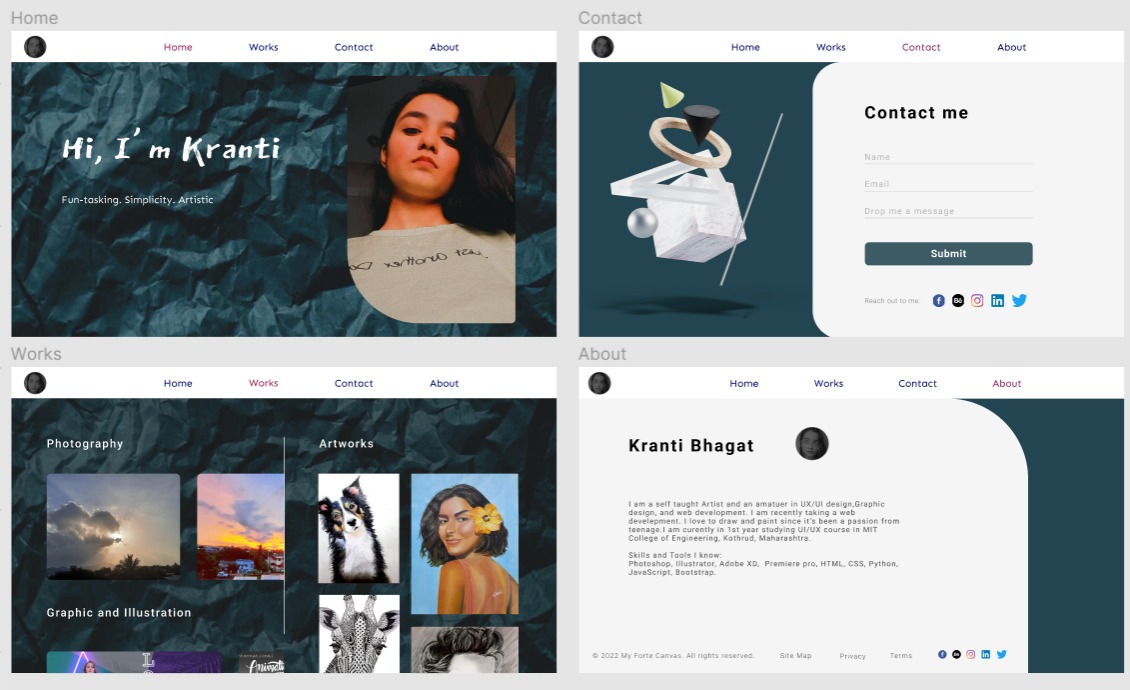 Home
Home Works Contact About
Hi, I'm Kranti
Fun-tasking. Simplicity. Artistic
Just Another Da
Contact
Home Works Contact About
Contact me
Name
Email
Drop me a message
Submit
Reach out to me:
Bē
in
Works
Home Works Contact About
Photography
Artworks
Graphic and Illustration
About
Home Works Contact About
Kranti Bhagat
I am a self taught Artist and an amatuer in UX/UI design,Graphic
design, and web development. I am recently taking a web
development. I love to draw and paint since it's been a passion from
teenage.I am curently in 1st year studying UI/UX course in MIT
College of Engineering, Kothrud, Maharashtra.
Skills and Tools I know:
Photoshop, Illustrator, Adobe XD, Premiere pro, HTML, CSS, Python,
JavaScript, Bootstrap.
© 2022 My Forte Canvas. All rights reserved. Site Map Privacy Terms